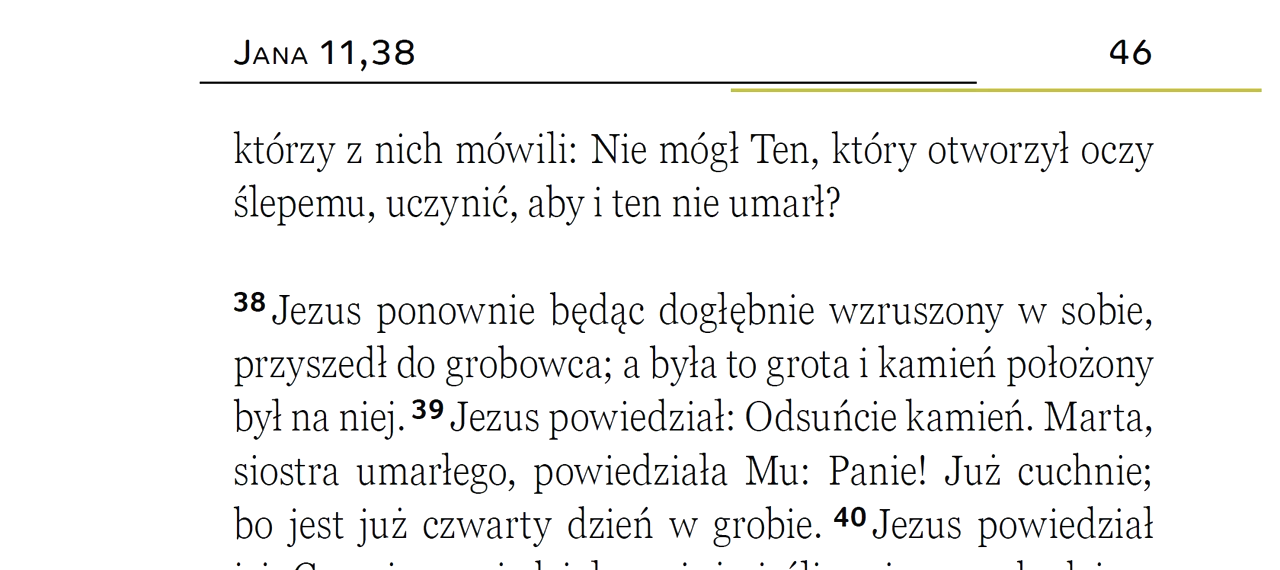 Jana 11,38 46
którzy z nich mówili: Nie mógł Ten, który otworzył oczy
ślepemu, uczynić, aby i ten nie umarł?
38 Jezus ponownie będąc dogłębnie wzruszony w sobie,
przyszedł do grobowca; a była to grota i kamień położony
był na niej. 39 Jezus powiedział: Odsuńcie kamień. Marta,
siostra umarłego, powiedziała Mu: Panie! Już cuchnie;
bo jest już czwarty dzień w grobie. 40 Jezus powiedział